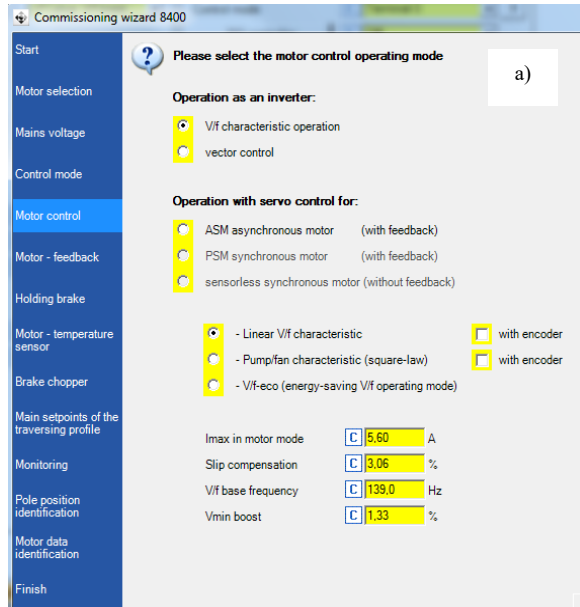 Commissioning wizard 8400
Start
Motor selection
Mains voltage
Control mode
Motor control
Motor - feedback
Holding brake
Motor - temperature
sensor
Brake chopper
Main setpoints of the
traversing profile
Monitoring
Pole position
identification
Motor data
identification
Finish
Please select the motor control operating mode
a)
Operation as an inverter:
V/f characteristic operation
vector control
Operation with servo control for:
ASM asynchronous motor (with feedback)
PSM synchronous motor (with feedback)
sensorless synchronous motor (without feedback)
- Linear V/f characteristic with encoder
- Pump/fan characteristic (square-law) with encoder
- V/f-eco (energy-saving V/f operating mode)
Imax in motor mode C 5,60 A
Slip compensation C 3,06 %
V/f base frequency C 139,0 Hz
Vmin boost C 1,33 %